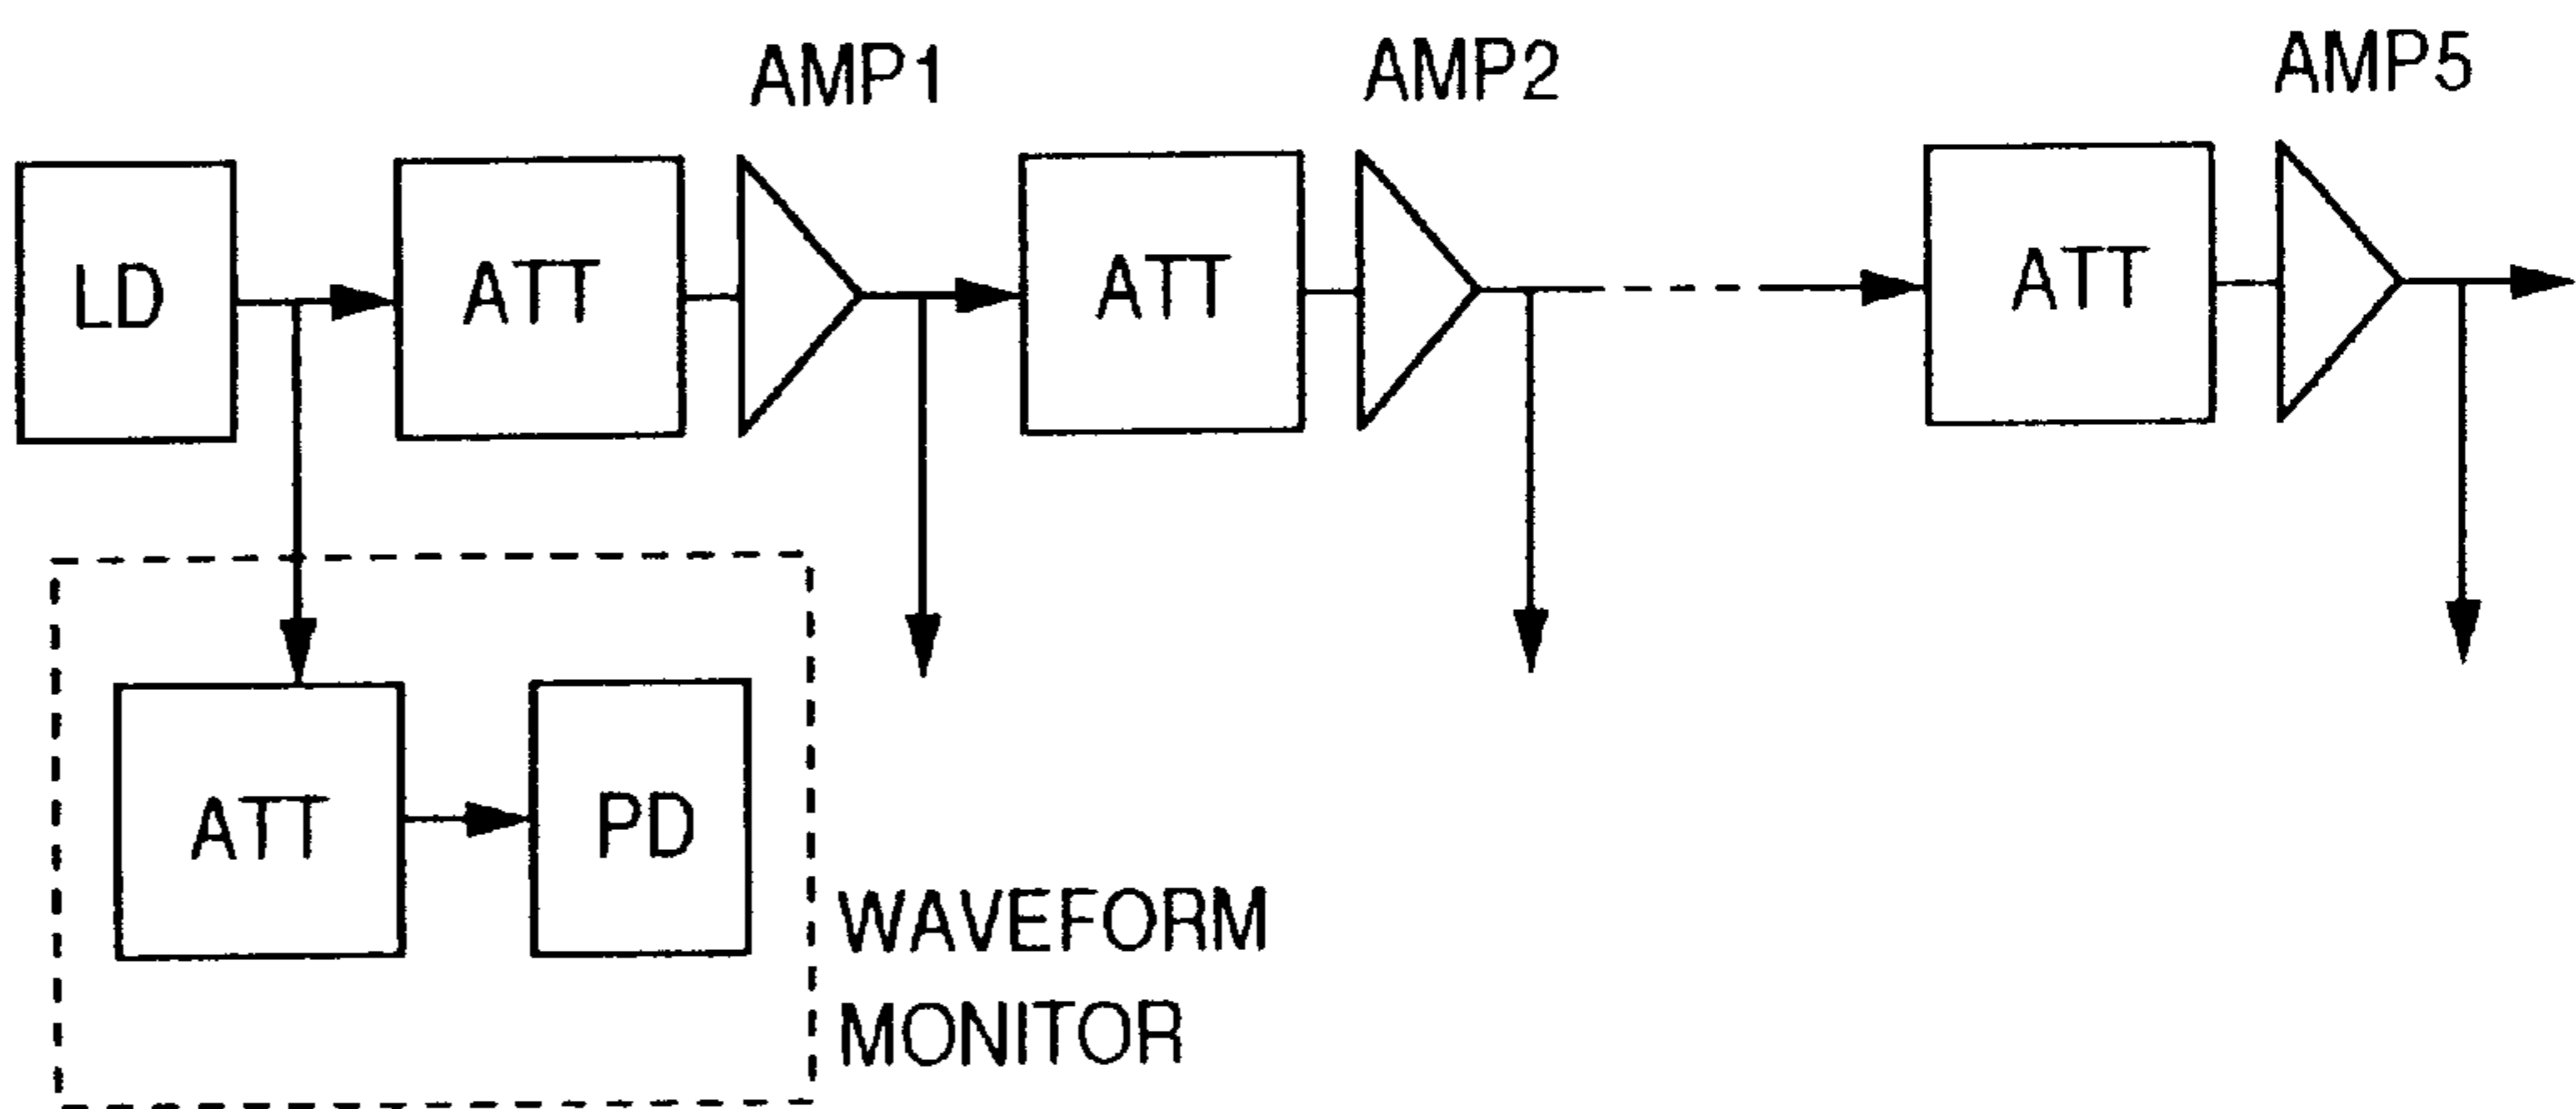 AMP1
AMP2
AMP5
LD
ATT
ATT
ATT
ATT
PD
WAVEFORM
MONITOR